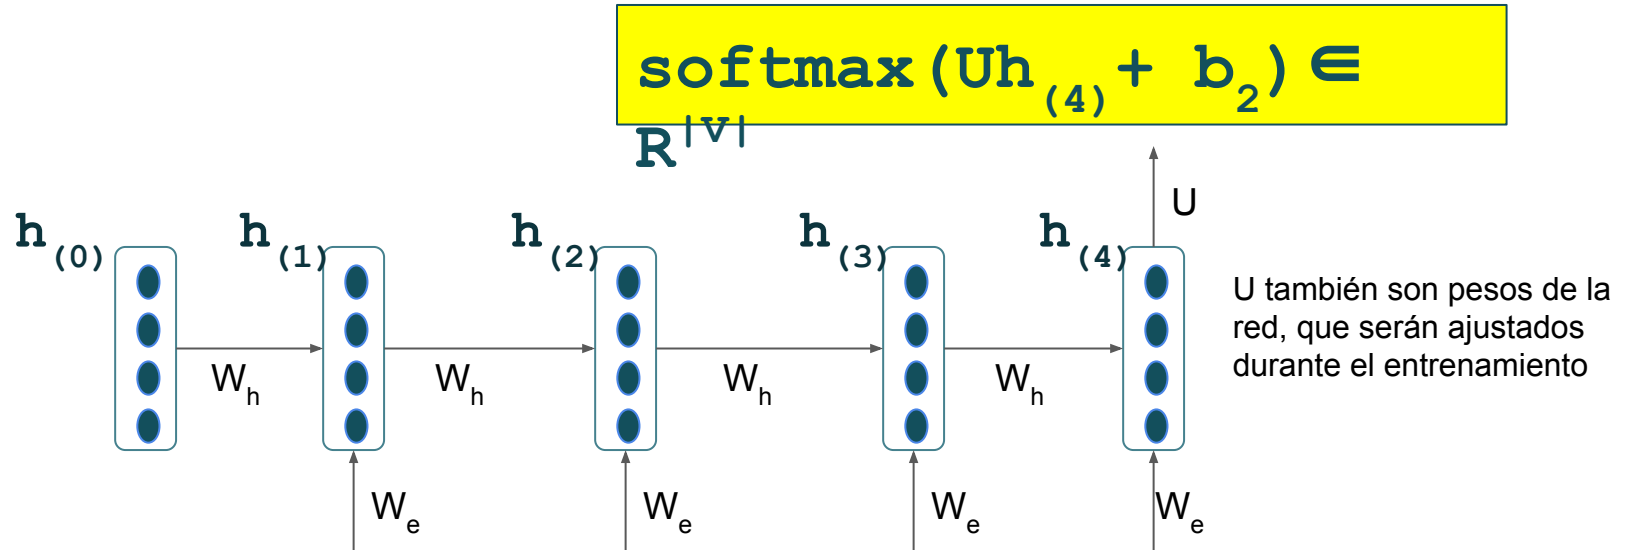 softmax(Uh(4)+ b2)∈
R|V|
U
h(0) h(1) h(2) h(3) h(4)
U también son pesos de la
red, que serán ajustados
durante el entrenamiento
Wh Wh Wh Wh
We We We We